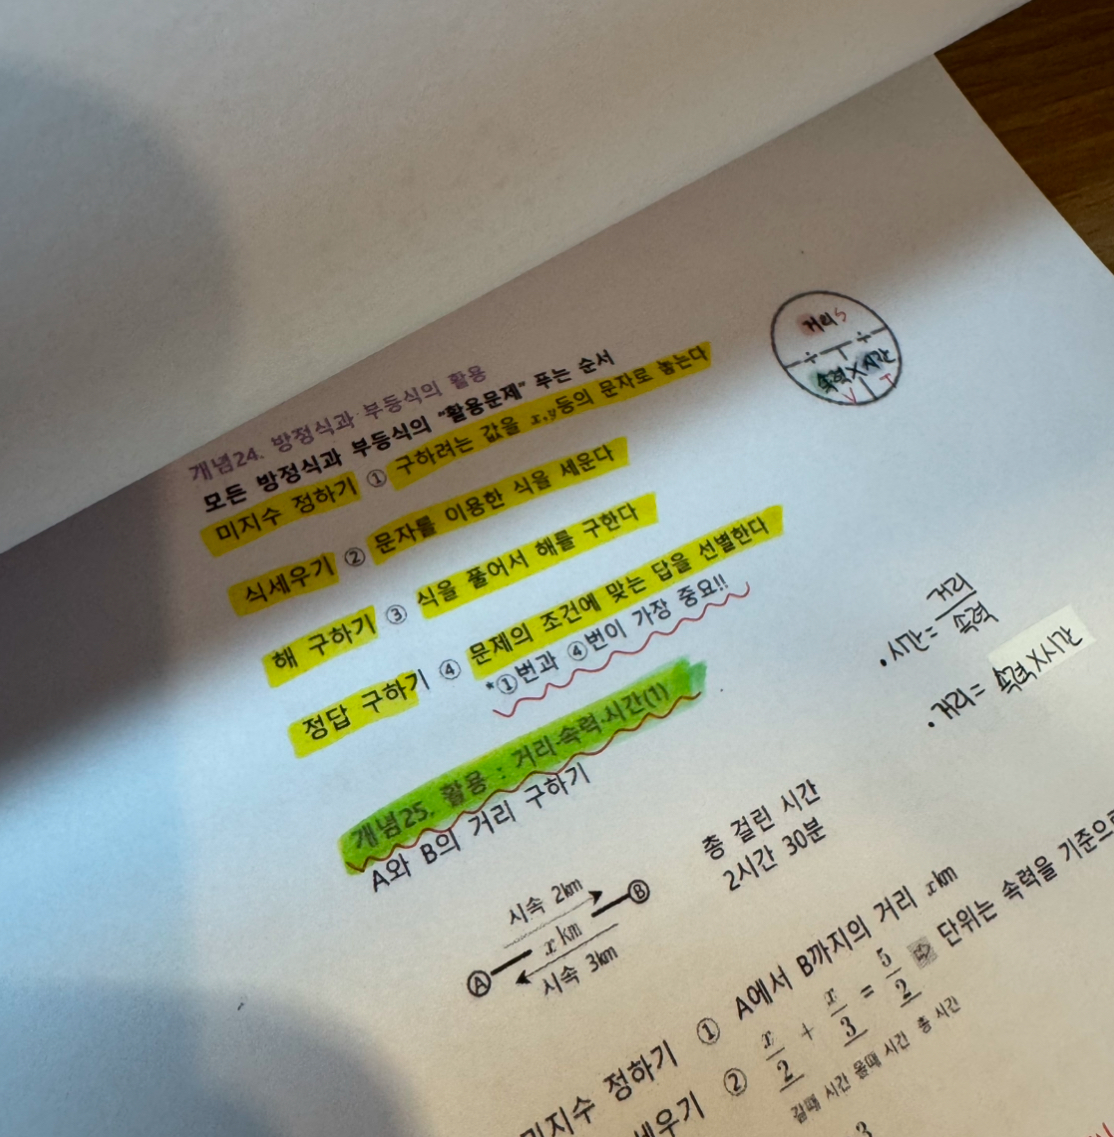 개념24. 방정식과 부등식의 활용
모든 방정식과 부등식의 "활용문제" 푸는 순서
미지수 정하기 ① 구하려는 값을 x, y 등의 문자로 놓는다
식세우기 ② 문자를 이용한 식을 세운다
해 구하기 ③ 식을 풀어서 해를 구한다
정답 구하기 ④ 문제의 조건에 맞는 답을 선별한다
*①번과 ④번이 가장 중요!!
거리 S
÷ ÷
속력 × 시간
V T
• 시간 = 거리/속력
• 거리 = 속력 × 시간
개념25. 활용 : 거리·속력·시간(1)
A와 B의 거리 구하기
시속 2km
Ⓑ
x km
Ⓐ
시속 3km
총 걸린 시간
2시간 30분
미지수 정하기 ① A에서 B까지의 거리 x km
세우기 ② x/2 + x/3 = 5/2 ⇨ 단위는 속력을 기준으
갈때 시간 올때 시간 총 시간
3